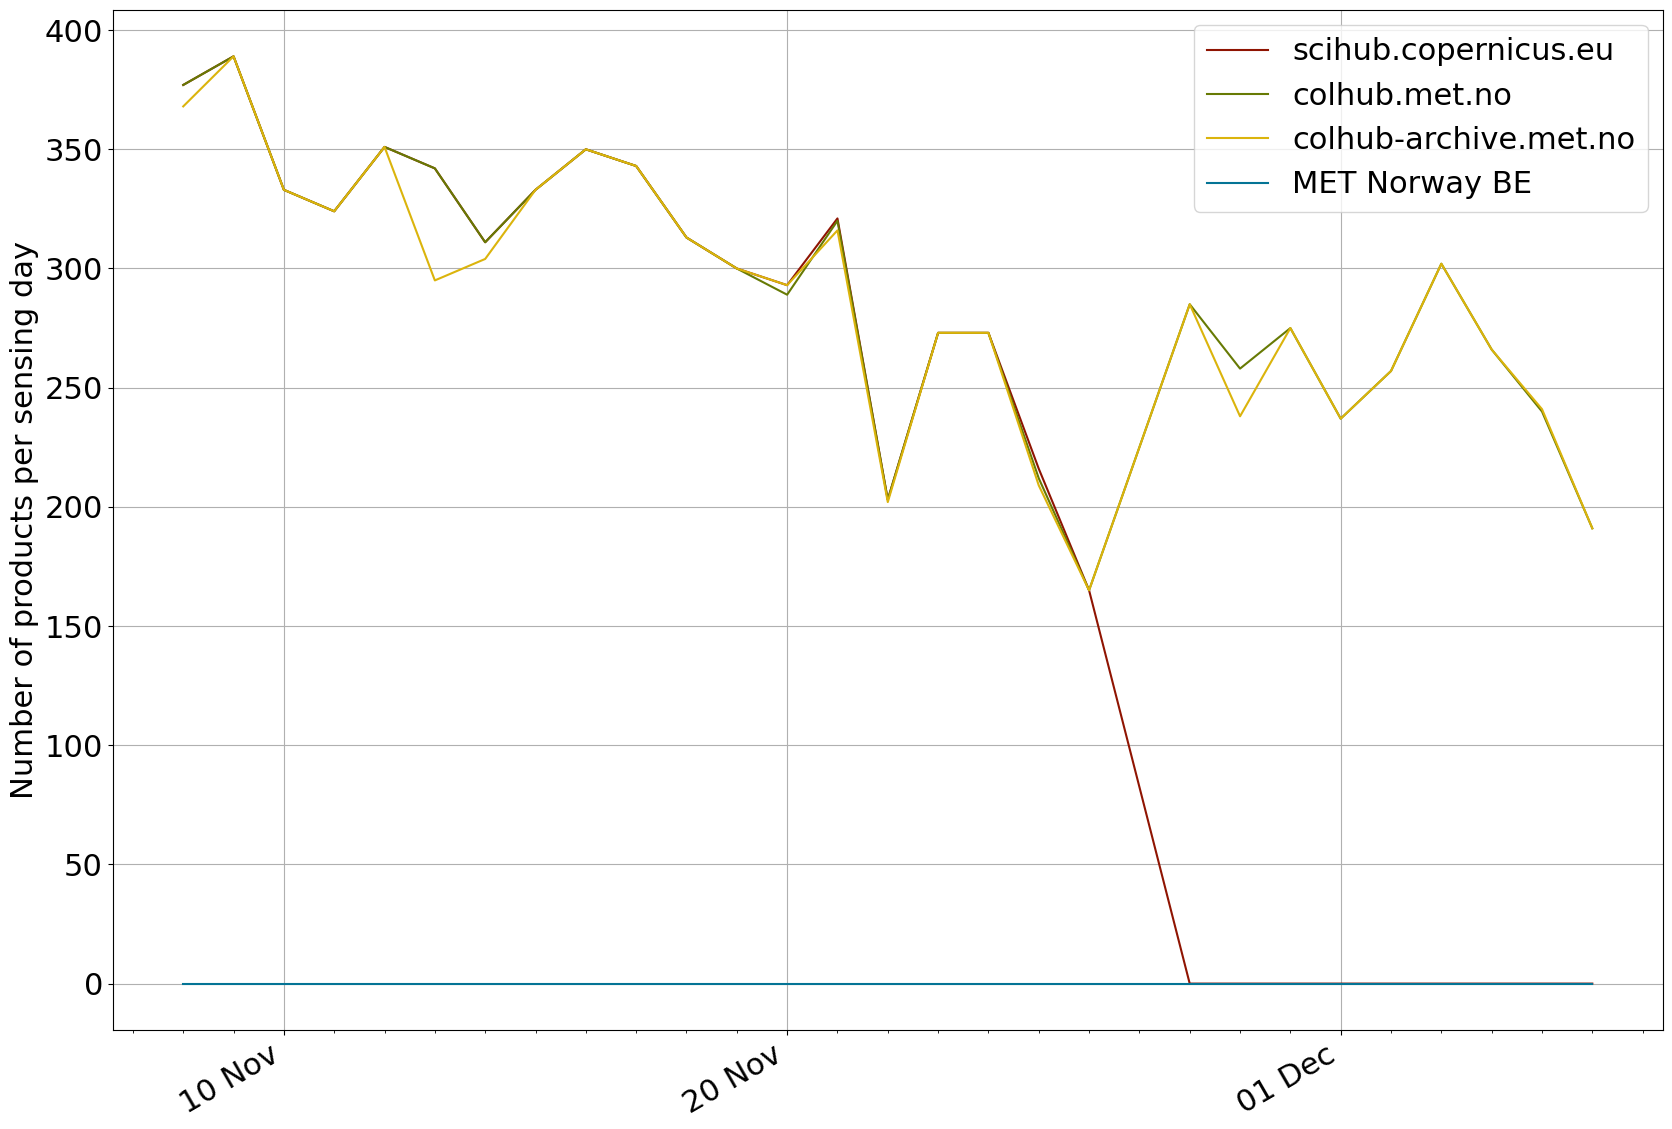 400
350
300
250
200
150
100
50
0
Number of products per sensing day
10 Nov
20 Nov
01 Dec
scihub.copernicus.eu
colhub.met.no
colhub-archive.met.no
MET Norway BE